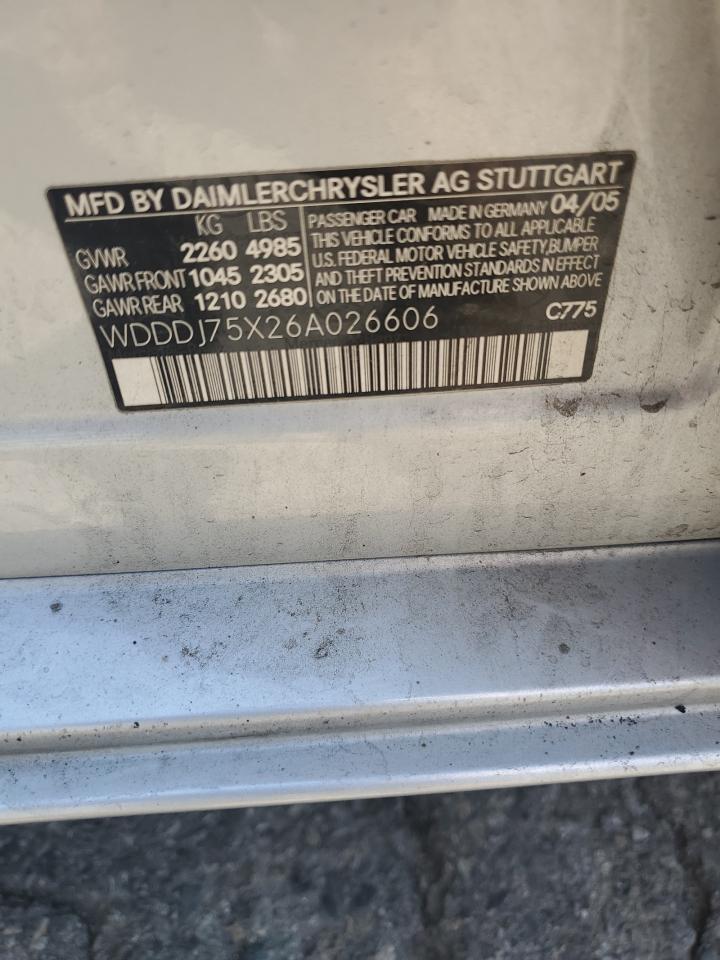 MFD BY DAIMLERCHRYSLER AG STUTTGART
KG LBS
GVWR 2260 4985
GAWR FRONT 1045 2305
GAWR REAR 1210 2680
PASSENGER CAR MADE IN GERMANY 04/05
THIS VEHICLE CONFORMS TO ALL APPLICABLE
U.S. FEDERAL MOTOR VEHICLE SAFETY,BUMPER
AND THEFT PREVENTION STANDARDS IN EFFECT
ON THE DATE OF MANUFACTURE SHOWN ABOVE
WDDDJ75X26A026606 C775